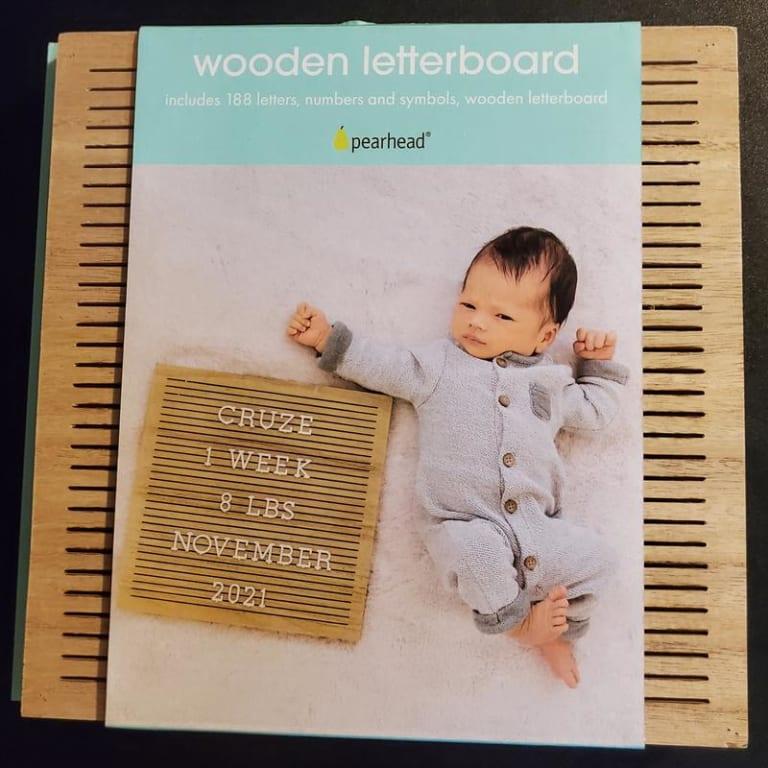 wooden letterboard
includes 188 letters, numbers and symbols, wooden letterboard
pearhead®
CRUZE
1 WEEK
8 LBS
NOVEMBER
2021